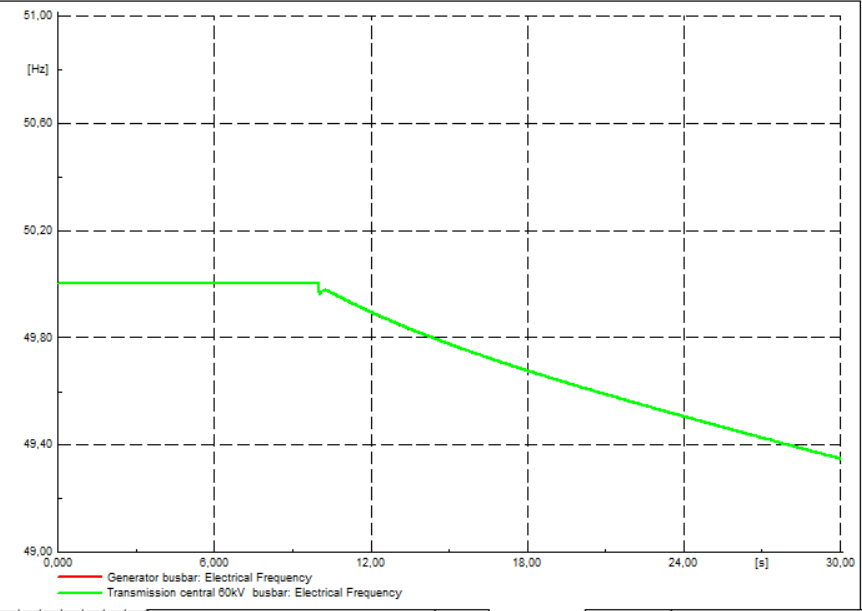 51,00
[Hz]
50,60
50,20
49,80
49,40
49,00
0,000 6,000 12,00 18,00 24,00 [s] 30,00
Generator busbar: Electrical Frequency
Transmission central 60kV busbar: Electrical Frequency